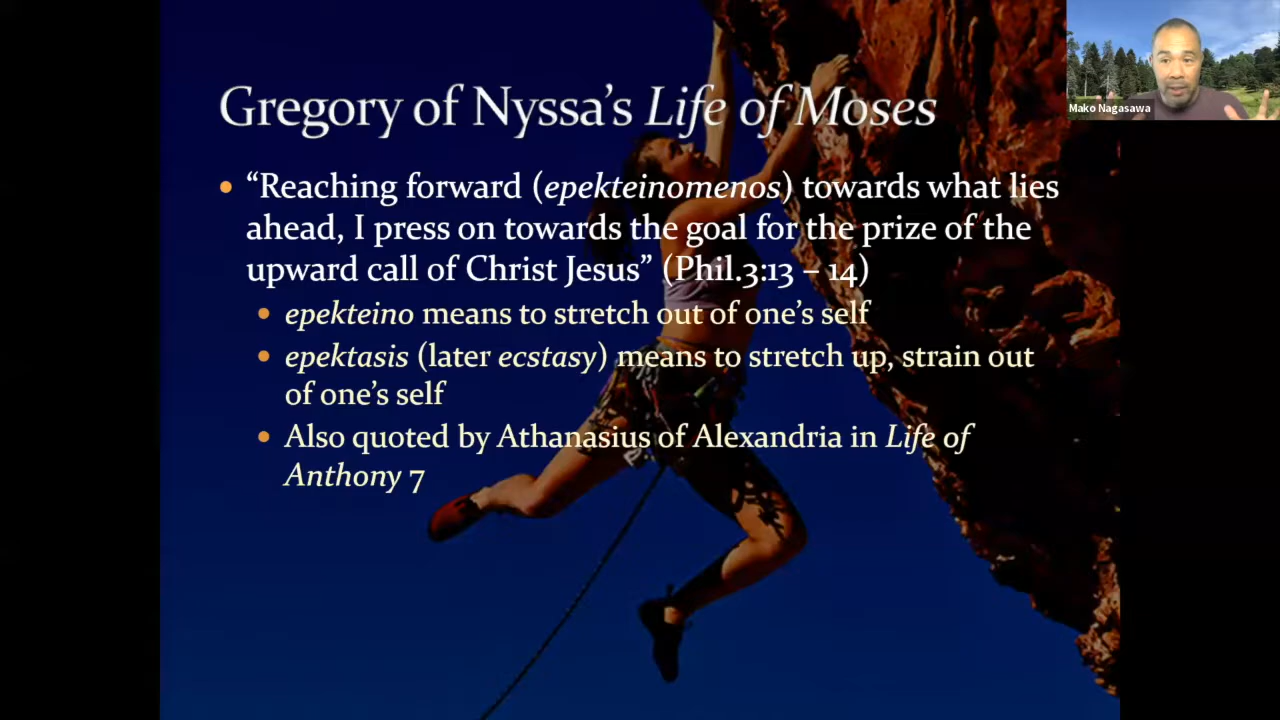 Mako Nagasawa
Gregory of Nyssa's Life of Moses
• “Reaching forward (epekteinomenos) towards what lies
ahead, I press on towards the goal for the prize of the
upward call of Christ Jesus” (Phil.3:13 – 14)
• epekteino means to stretch out of one's self
• epektasis (later ecstasy) means to stretch up, strain out
of one's self
• Also quoted by Athanasius of Alexandria in Life of
Anthony 7